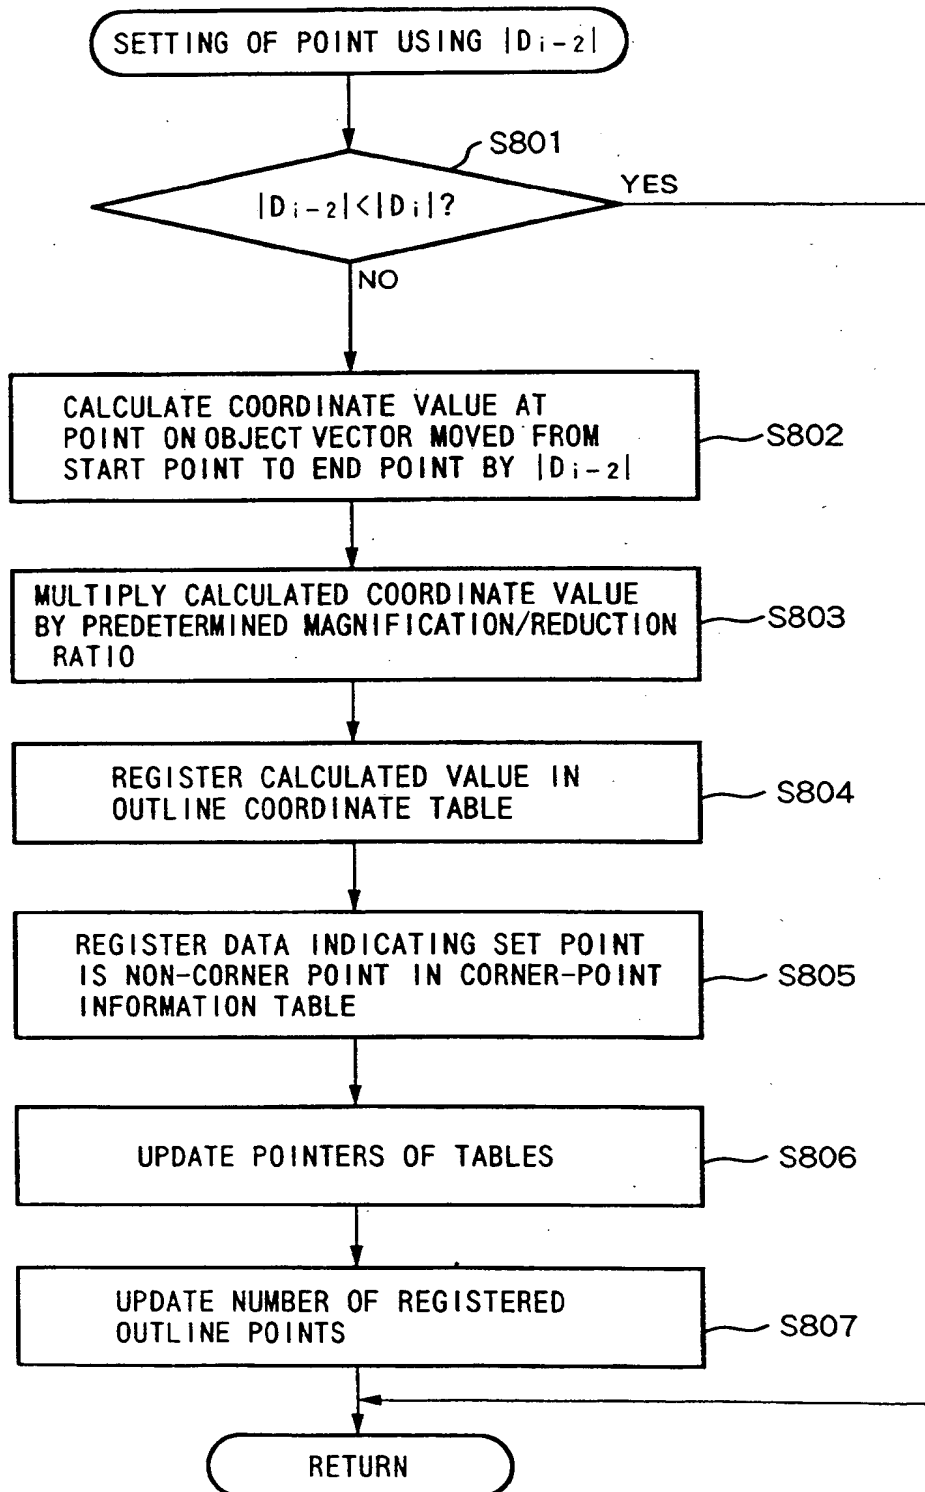 SETTING OF POINT USING |Di-2|
S801
|Di-2|<|Di|?
YES
NO
CALCULATE COORDINATE VALUE AT
POINT ON OBJECT VECTOR MOVED FROM
START POINT TO END POINT BY |Di-2|
S802
MULTIPLY CALCULATED COORDINATE VALUE
BY PREDETERMINED MAGNIFICATION/REDUCTION
RATIO
S803
REGISTER CALCULATED VALUE IN
OUTLINE COORDINATE TABLE
S804
REGISTER DATA INDICATING SET POINT
IS NON-CORNER POINT IN CORNER-POINT
INFORMATION TABLE
S805
UPDATE POINTERS OF TABLES
S806
UPDATE NUMBER OF REGISTERED
OUTLINE POINTS
S807
RETURN